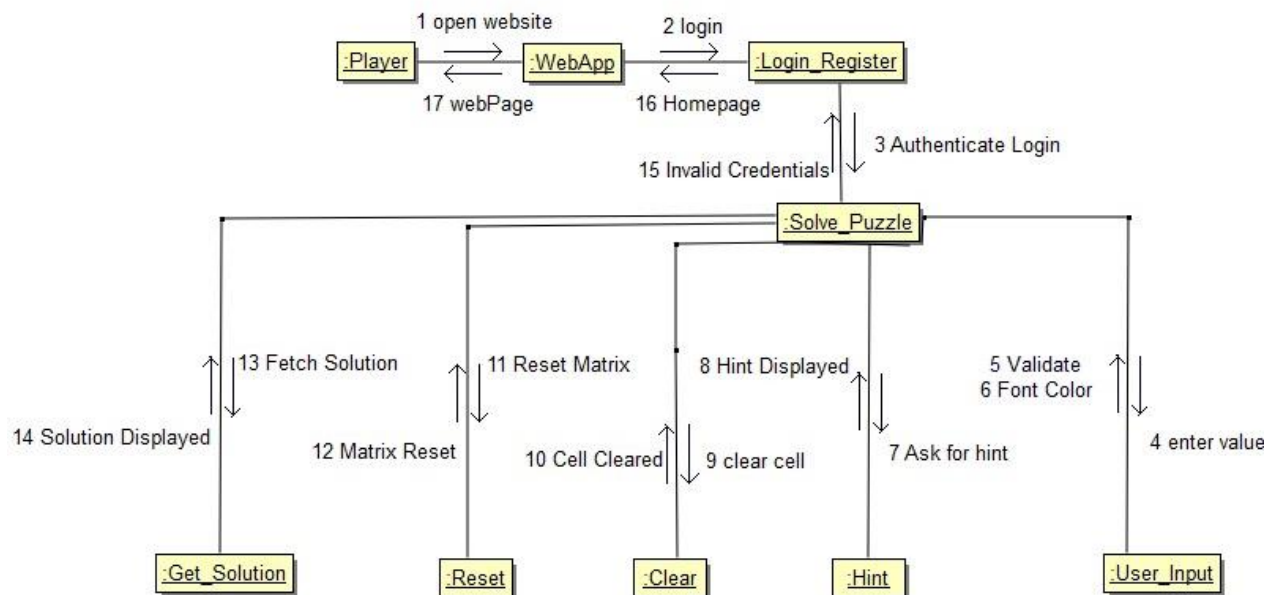 1 open website
2 login
:Player
:WebApp
:Login_Register
17 webPage
16 Homepage
3 Authenticate Login
15 Invalid Credentials
:Solve_Puzzle
13 Fetch Solution
11 Reset Matrix
8 Hint Displayed
5 Validate
6 Font Color
14 Solution Displayed
12 Matrix Reset
10 Cell Cleared
9 clear cell
7 Ask for hint
4 enter value
:Get_Solution
:Reset
:Clear
:Hint
:User_Input